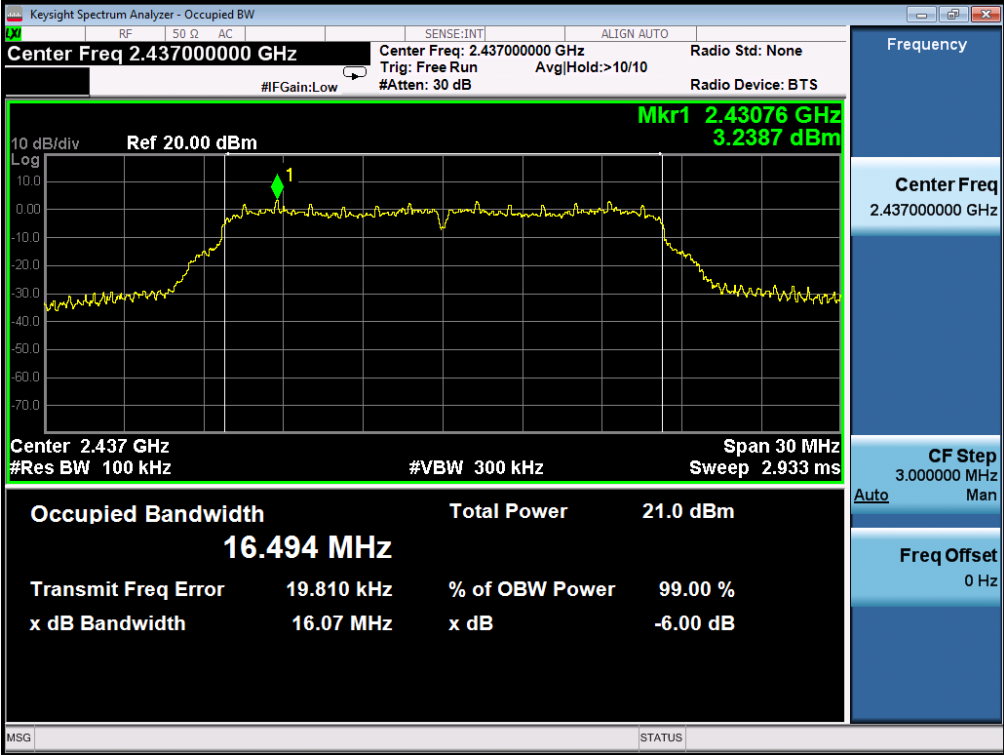 Keysight Spectrum Analyzer - Occupied BW
LXI RF 50 Ω AC SENSE:INT ALIGN AUTO
Center Freq 2.437000000 GHz
#IFGain:Low
Center Freq: 2.437000000 GHz
Trig: Free Run Avg|Hold:>10/10
#Atten: 30 dB
Radio Std: None
Radio Device: BTS
Frequency
Mkr1 2.43076 GHz
3.2387 dBm
10 dB/div Ref 20.00 dBm
Log
10.0
0.00
-10.0
-20.0
-30.0
-40.0
-50.0
-60.0
-70.0
1
Center 2.437 GHz Span 30 MHz
#Res BW 100 kHz #VBW 300 kHz Sweep 2.933 ms
Occupied Bandwidth
16.494 MHz
Total Power 21.0 dBm
Transmit Freq Error 19.810 kHz % of OBW Power 99.00 %
x dB Bandwidth 16.07 MHz x dB -6.00 dB
Center Freq
2.437000000 GHz
CF Step
3.000000 MHz
Auto Man
Freq Offset
0 Hz
MSG STATUS